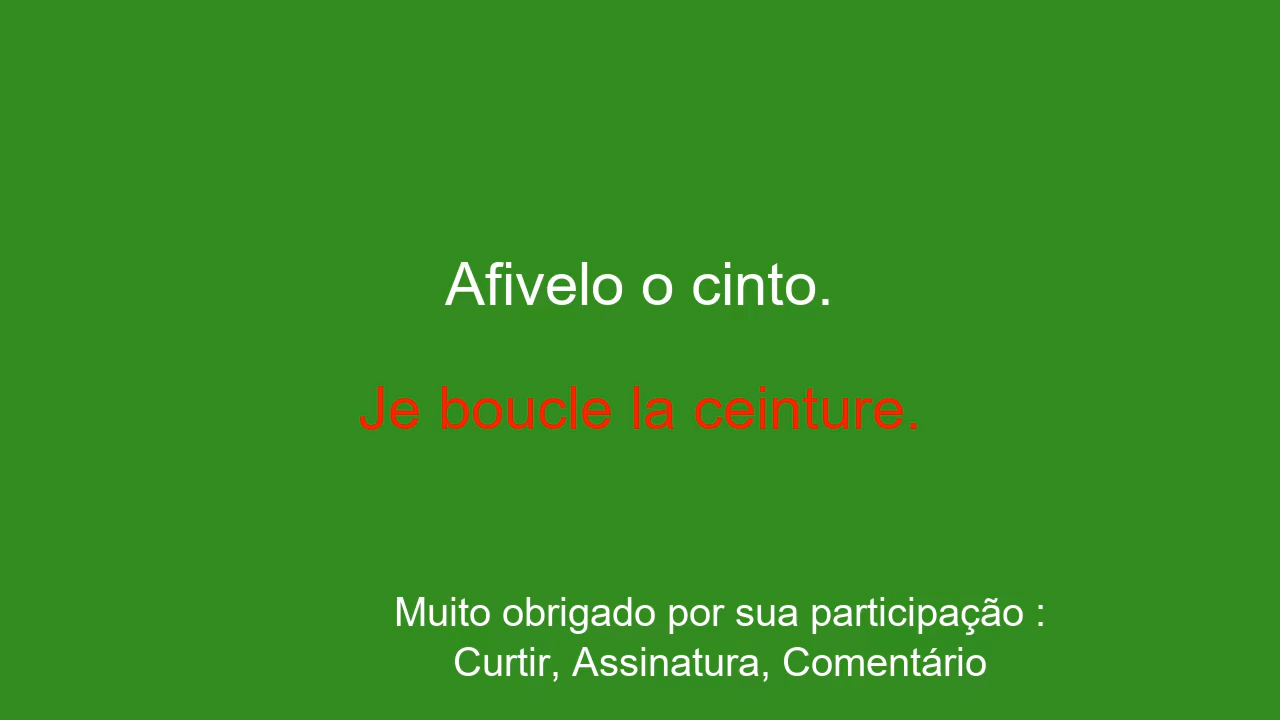 Afivelo o cinto.
Je boucle la ceinture.
Muito obrigado por sua participação :
Curtir, Assinatura, Comentário